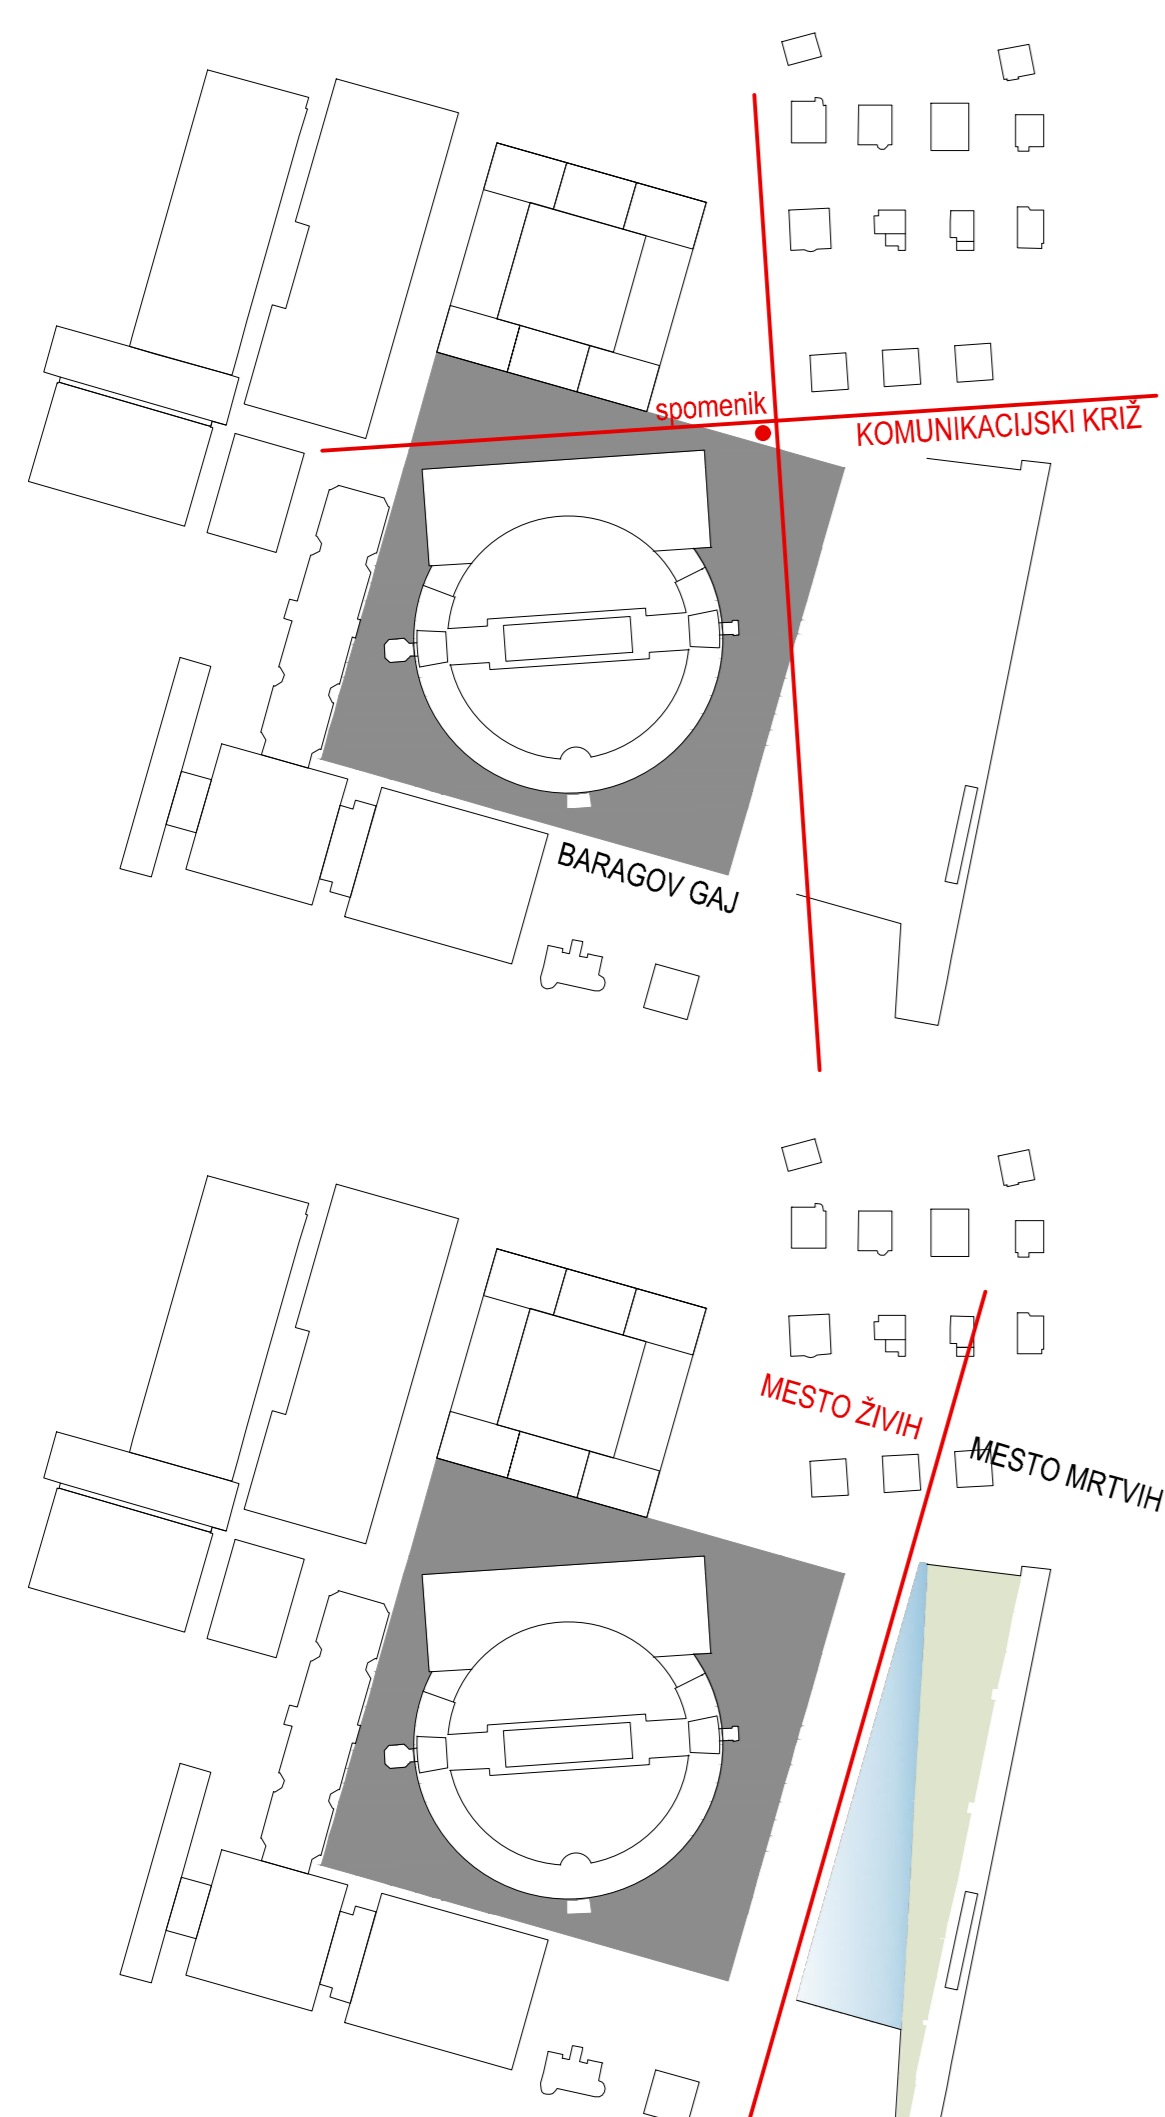 spomenik
KOMUNIKACIJSKI KRIŽ
BARAGOV GAJ
MESTO ŽIVIH
MESTO MRTVIH